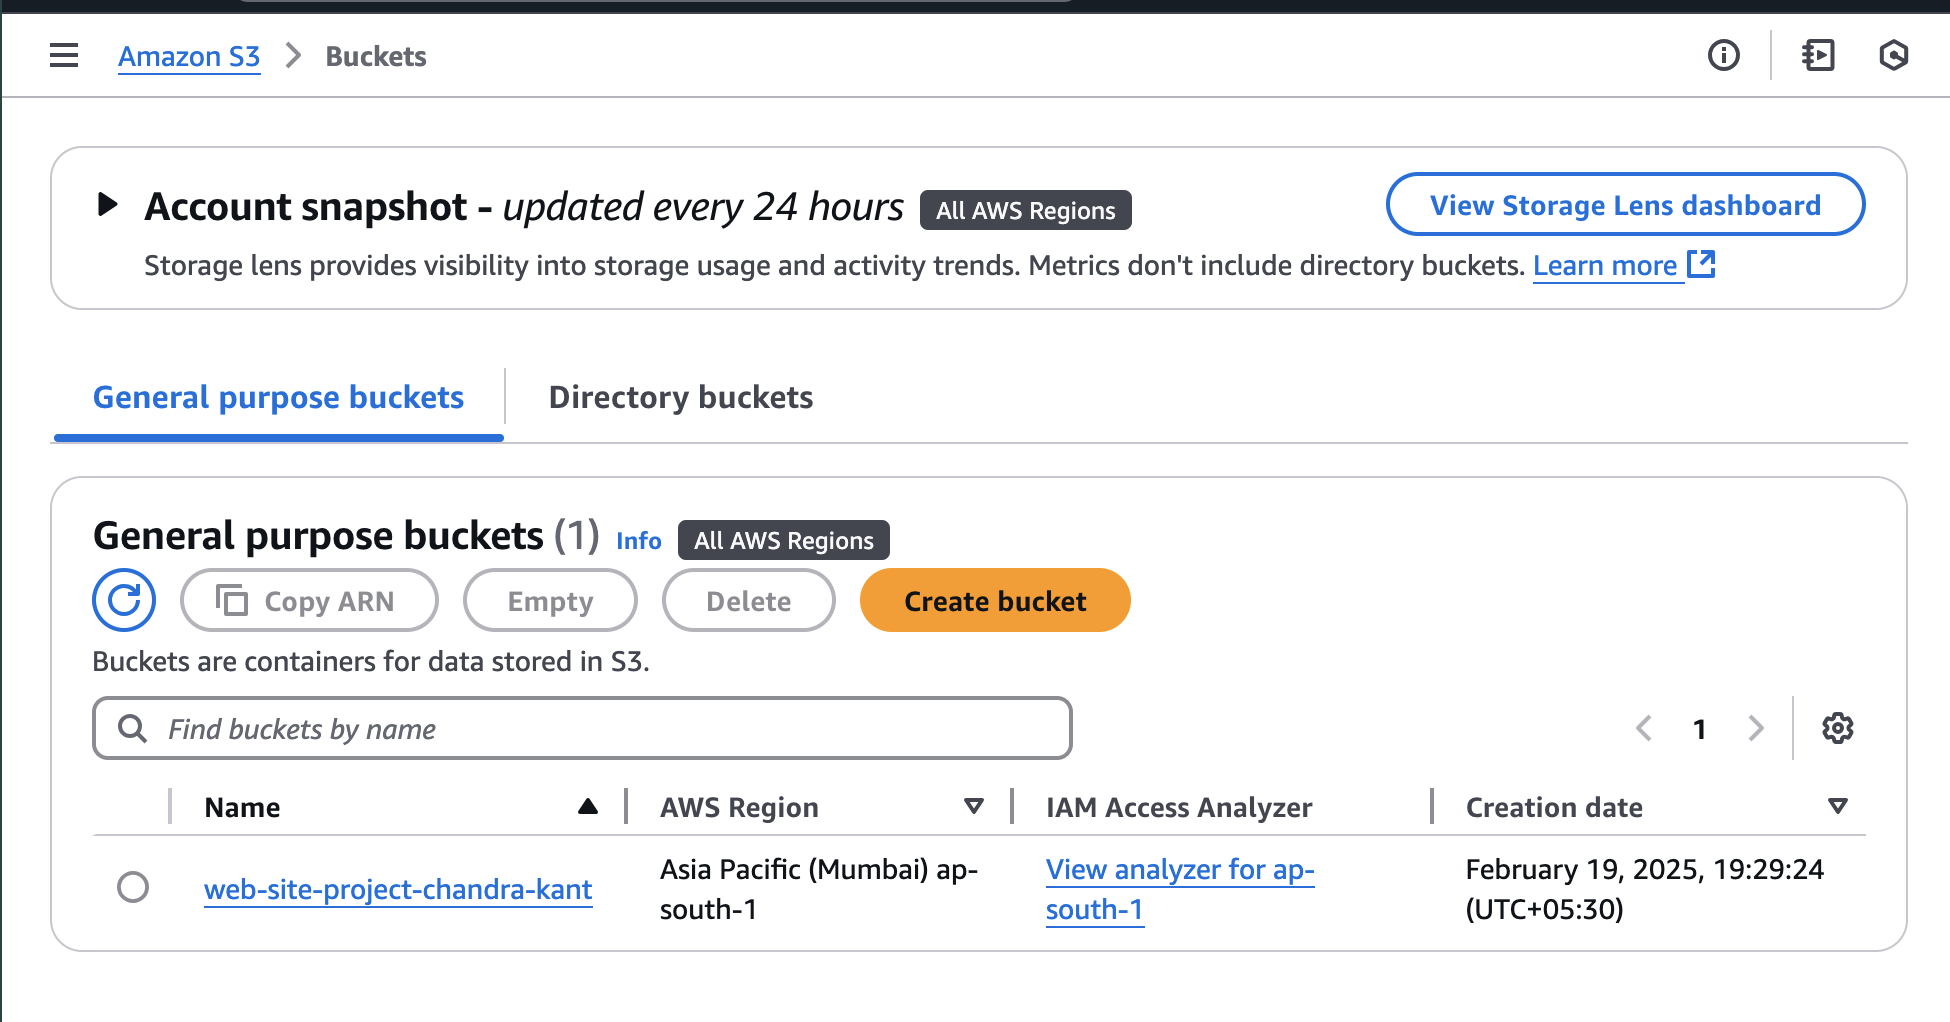 Amazon S3 > Buckets
Account snapshot - updated every 24 hours All AWS Regions
View Storage Lens dashboard
Storage lens provides visibility into storage usage and activity trends. Metrics don't include directory buckets. Learn more
General purpose buckets
Directory buckets
General purpose buckets (1) Info All AWS Regions
Copy ARN Empty Delete Create bucket
Buckets are containers for data stored in S3.
Find buckets by name
1
Name AWS Region IAM Access Analyzer Creation date
web-site-project-chandra-kant
Asia Pacific (Mumbai) ap-
south-1
View analyzer for ap-
south-1
February 19, 2025, 19:29:24
(UTC+05:30)